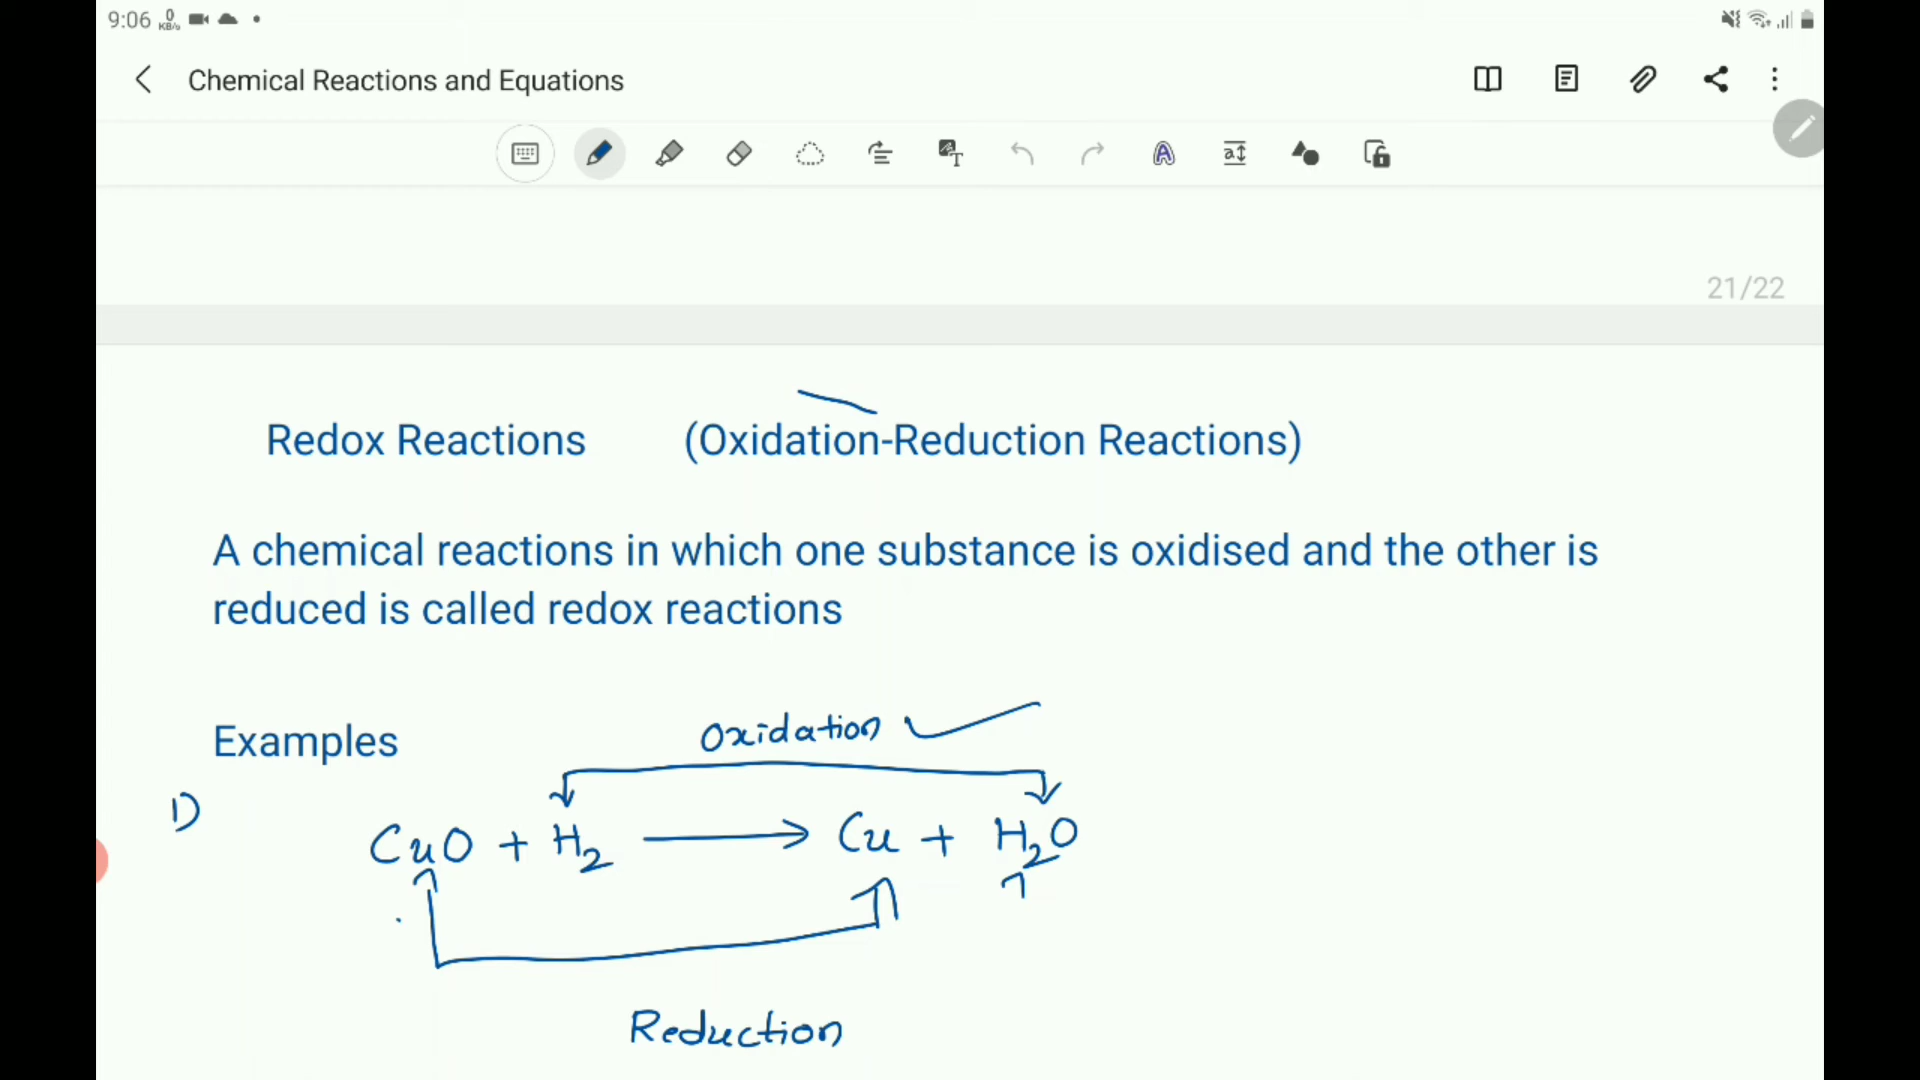 9:06 0 KB/s
Chemical Reactions and Equations
21/22
Redox Reactions (Oxidation-Reduction Reactions)
A chemical reactions in which one substance is oxidised and the other is
reduced is called redox reactions
Examples
Oxidation
1)
CuO + H₂ ⟶ Cu + H₂O
Reduction